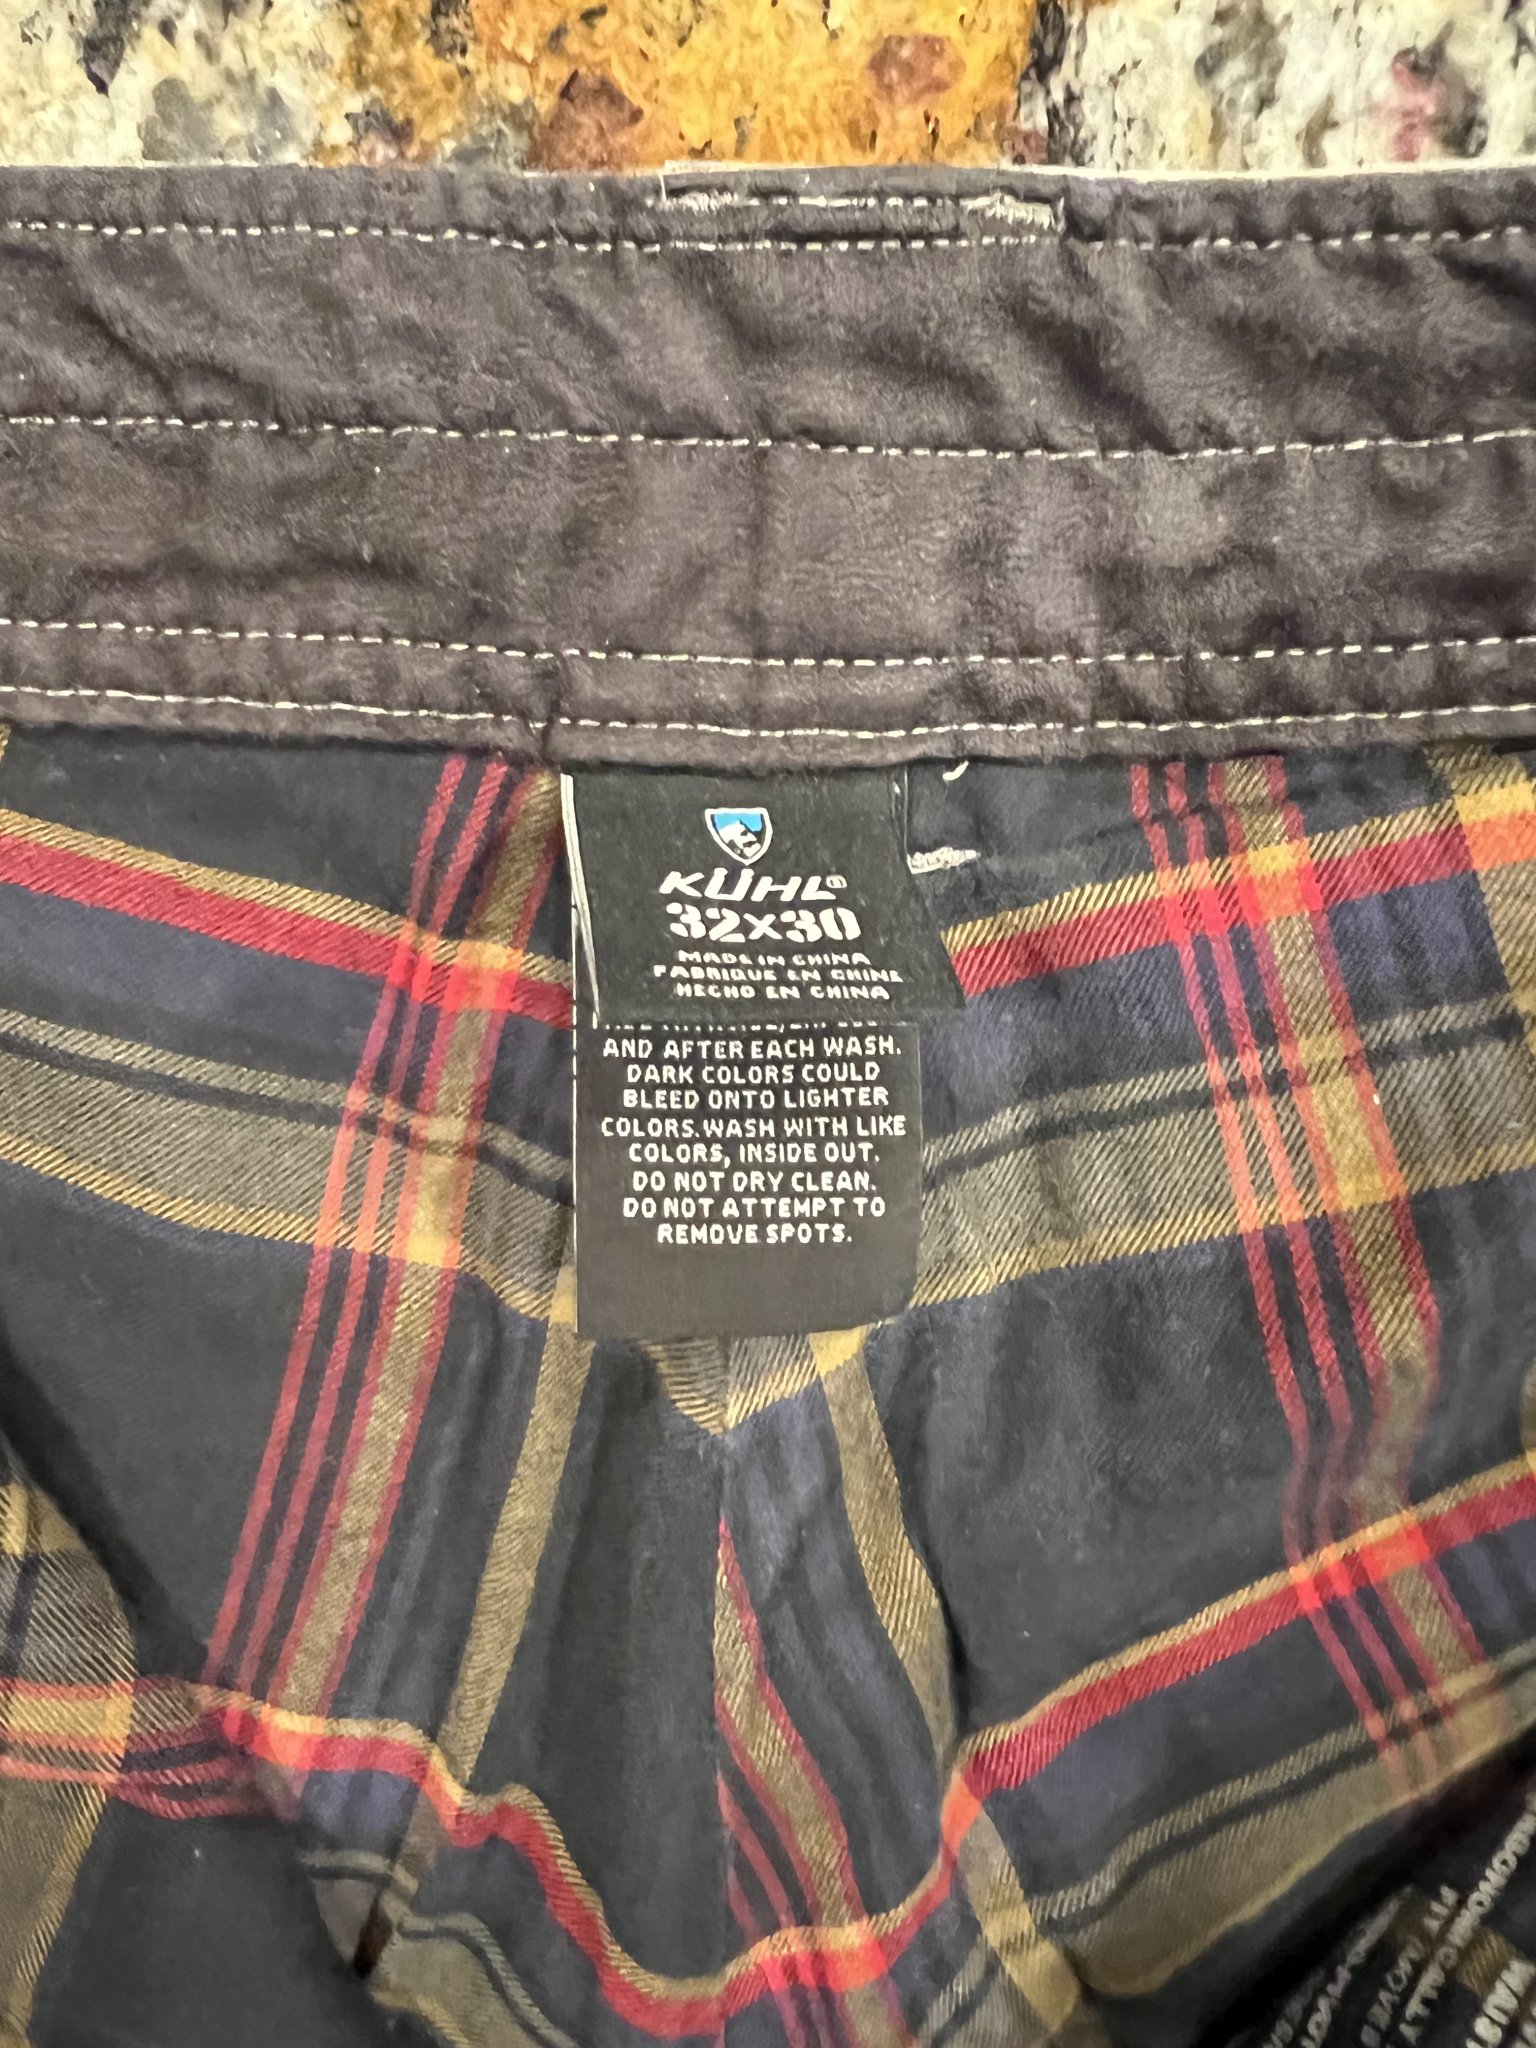 KÜHL®
32X30
MADE IN CHINA
FABRIQUE EN CHINE
HECHO EN CHINA
AND AFTER EACH WASH.
DARK COLORS COULD
BLEED ONTO LIGHTER
COLORS. WASH WITH LIKE
COLORS, INSIDE OUT.
DO NOT DRY CLEAN.
DO NOT ATTEMPT TO
REMOVE SPOTS.